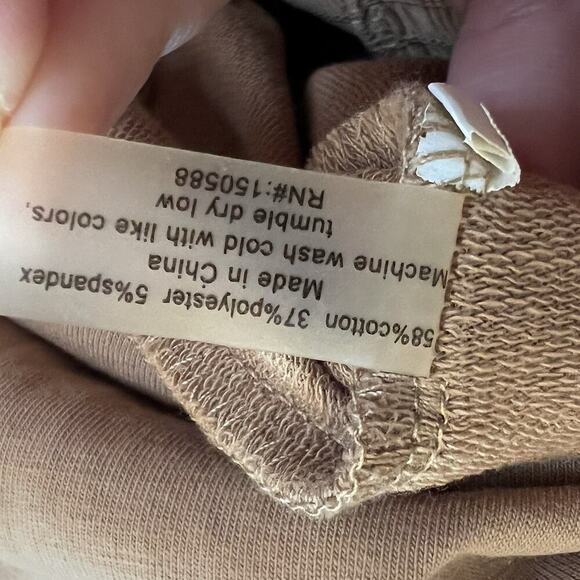 58%cotton 37%polyester 5%spandex
Made in China
Machine wash cold with like colors,
tumble dry low
RN#:150588